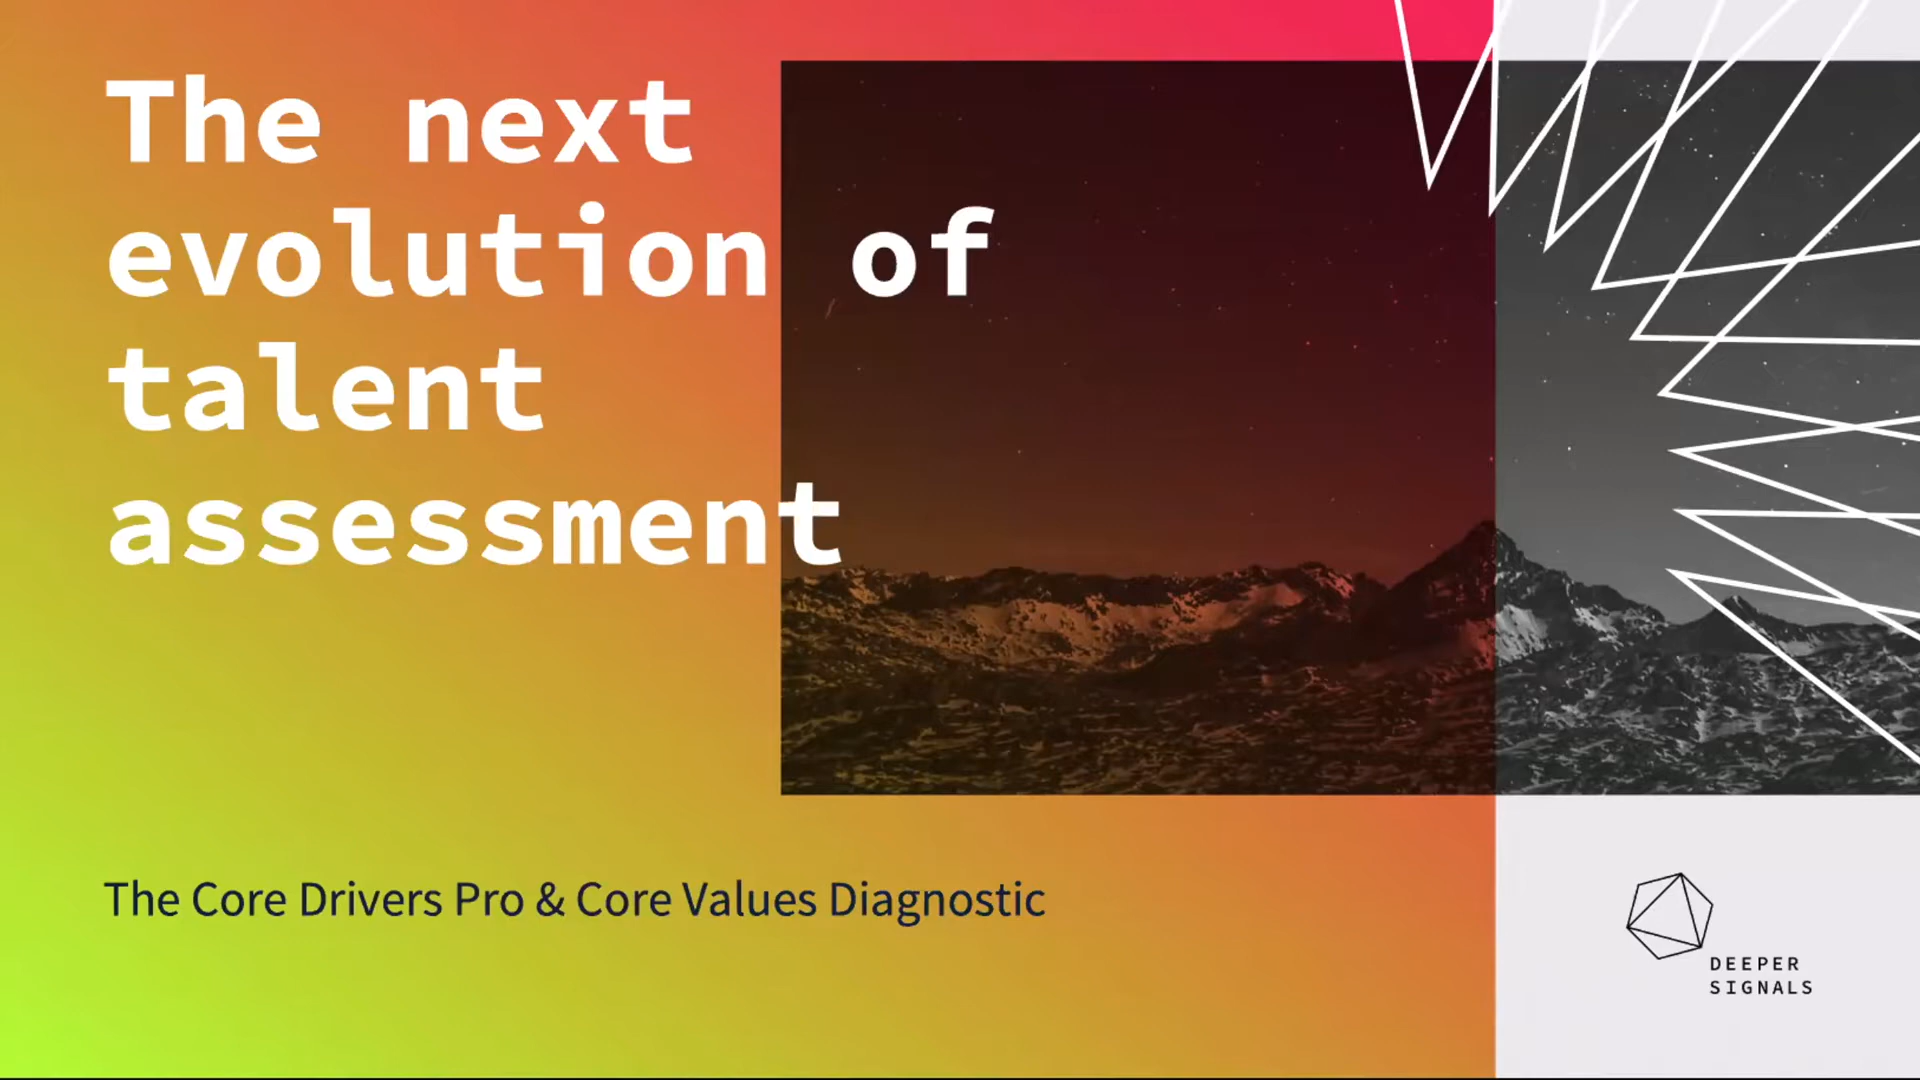 The next
evolution of
talent
assessment
The Core Drivers Pro & Core Values Diagnostic
DEEPER
SIGNALS